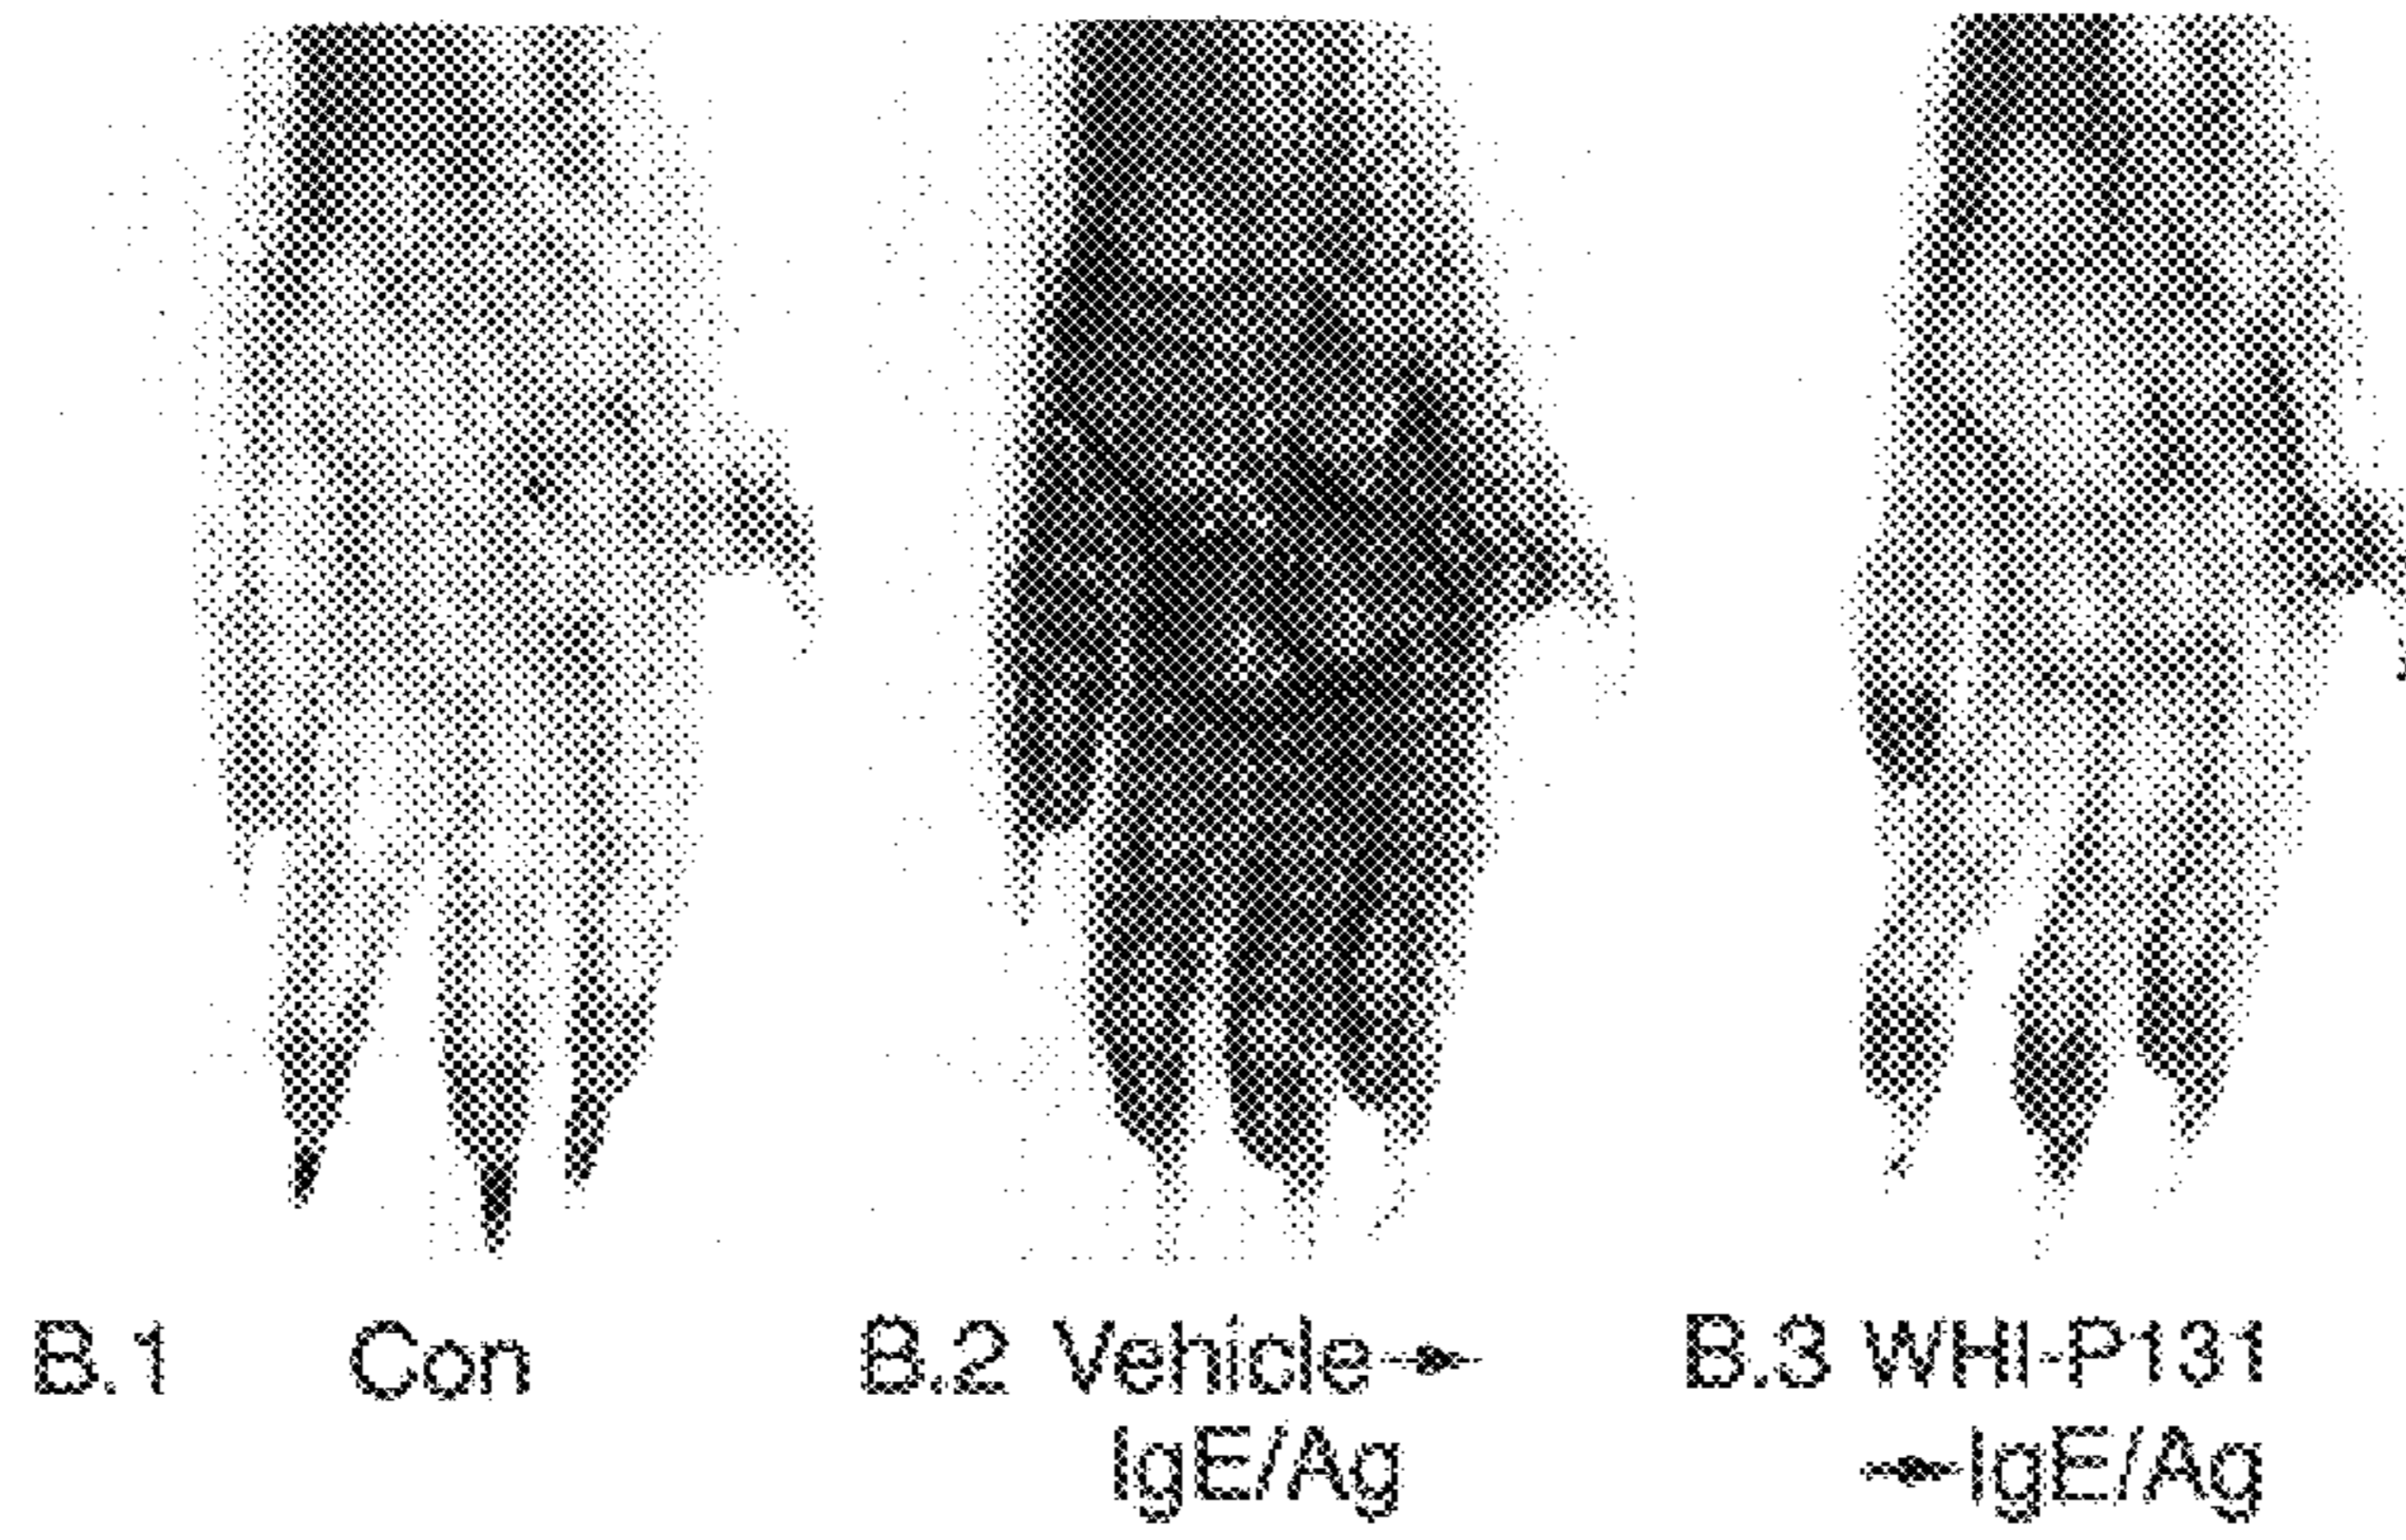 B.1 Con
B.2 Vehicle→
IgE/Ag
B.3 WHI-P131
→IgE/Ag